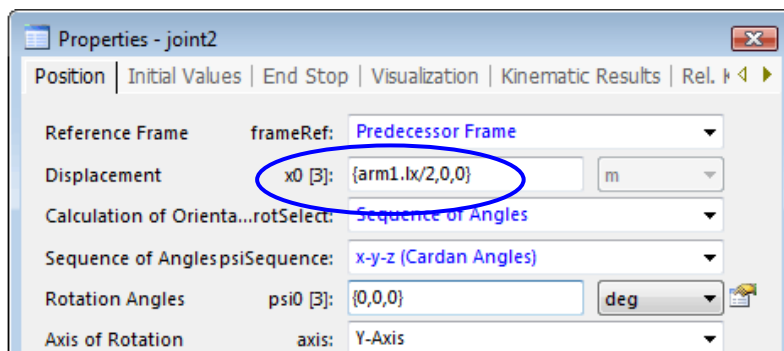 Properties - joint2
Position | Initial Values | End Stop | Visualization | Kinematic Results | Rel. K
Reference Frame frameRef: Predecessor Frame
Displacement x0 [3]: {arm1.lx/2,0,0} m
Calculation of Orienta...rotSelect: Sequence of Angles
Sequence of Angles psiSequence: x-y-z (Cardan Angles)
Rotation Angles psi0 [3]: {0,0,0} deg
Axis of Rotation axis: Y-Axis